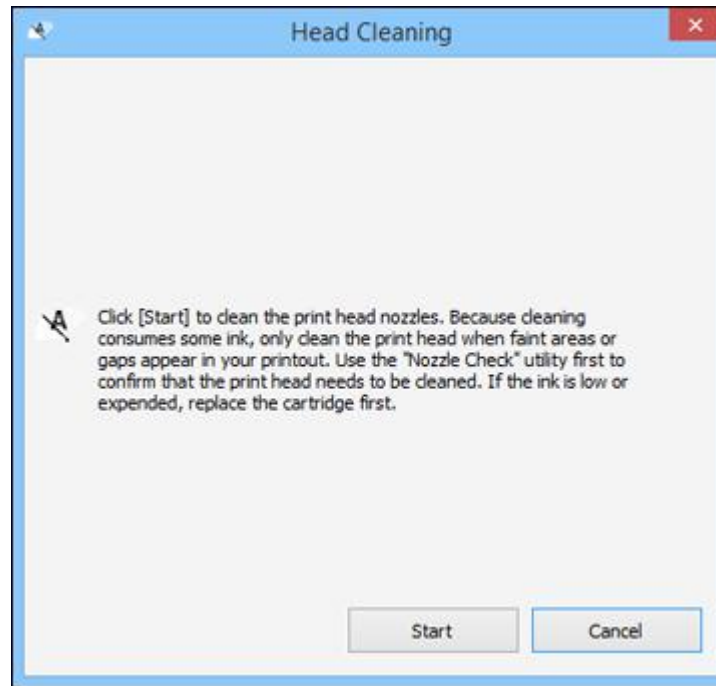 Head Cleaning
Click [Start] to clean the print head nozzles. Because cleaning
consumes some ink, only clean the print head when faint areas or
gaps appear in your printout. Use the "Nozzle Check" utility first to
confirm that the print head needs to be cleaned. If the ink is low or
expended, replace the cartridge first.
Start Cancel